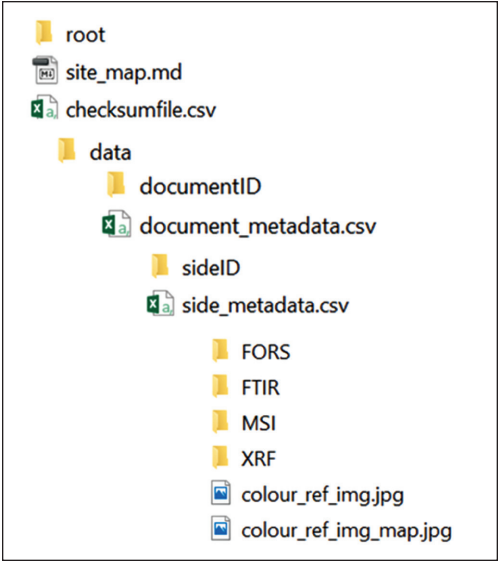 root
site_map.md
checksumfile.csv
data
documentID
document_metadata.csv
sideID
side_metadata.csv
FORS
FTIR
MSI
XRF
colour_ref_img.jpg
colour_ref_img_map.jpg